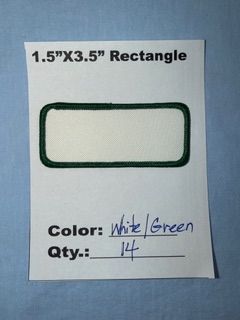 1.5”X3.5” Rectangle
Color: White/Green
Qty.: 14